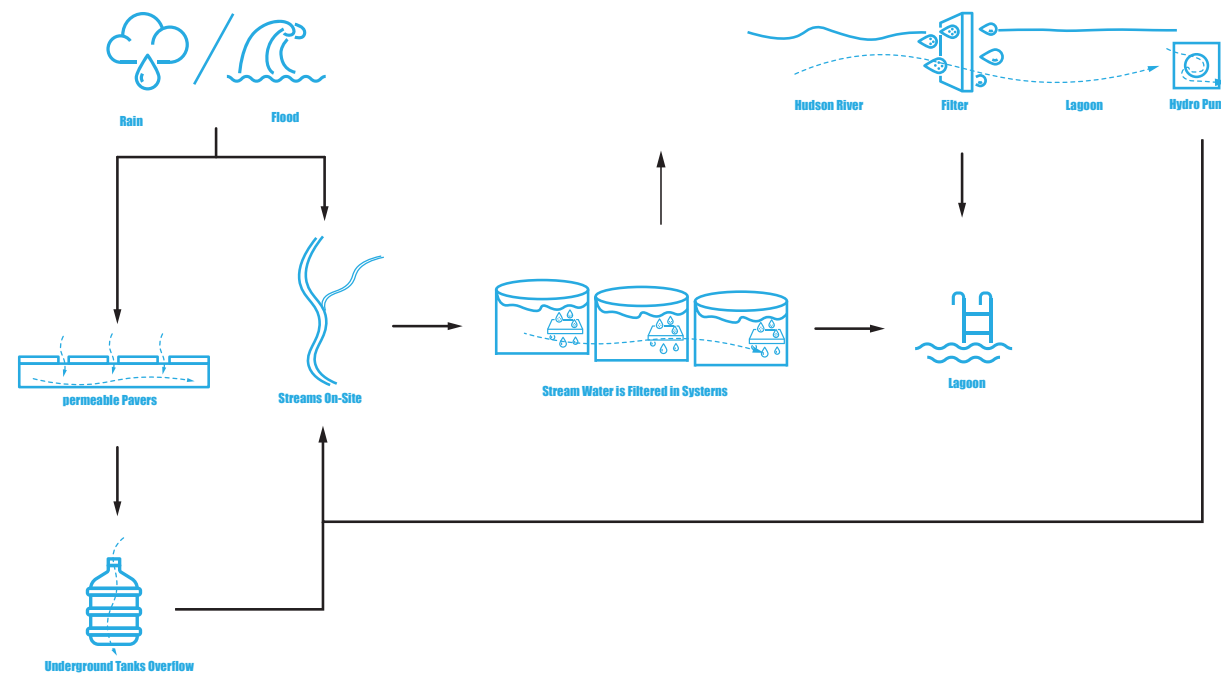 Rain
Flood
Hudson River
Filter
Lagoon
Hydro Pun
permeable Pavers
Streams On-Site
Stream Water is Filtered in Systerns
Lagoon
Underground Tanks Overflow